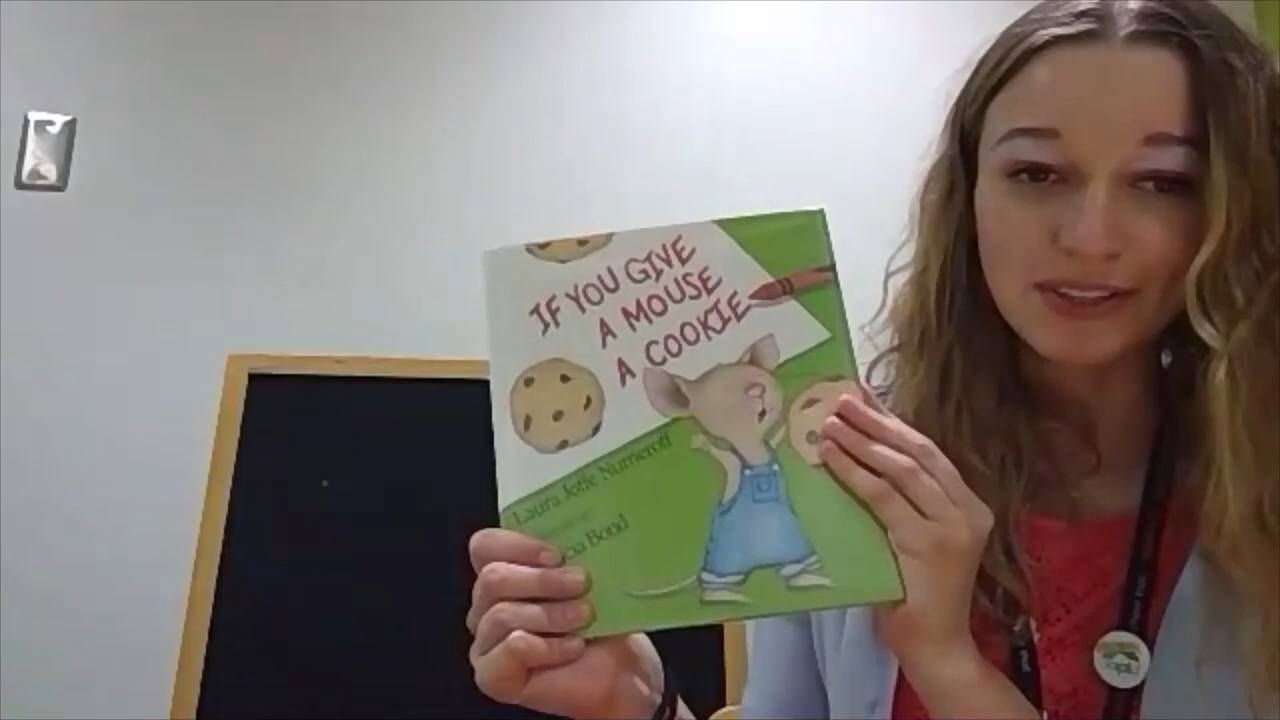 IF YOU GIVE
A MOUSE
A COOKIE
Laura Joffe Numeroff
Bond